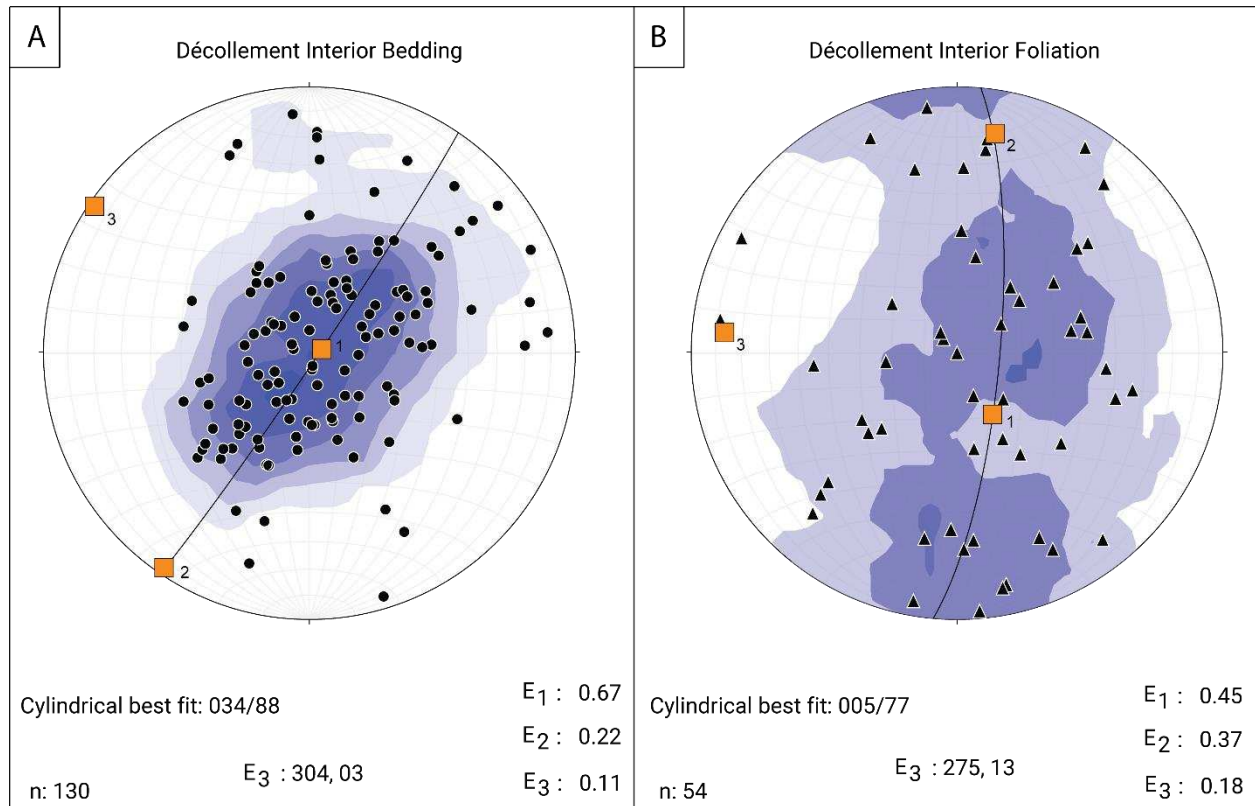 A
Décollement Interior Bedding
3
1
2
Cylindrical best fit: 034/88
E1 : 0.67
E2 : 0.22
E3 : 304, 03
E3 : 0.11
n: 130
B
Décollement Interior Foliation
2
3
1
Cylindrical best fit: 005/77
E1 : 0.45
E2 : 0.37
E3 : 275, 13
E3 : 0.18
n: 54